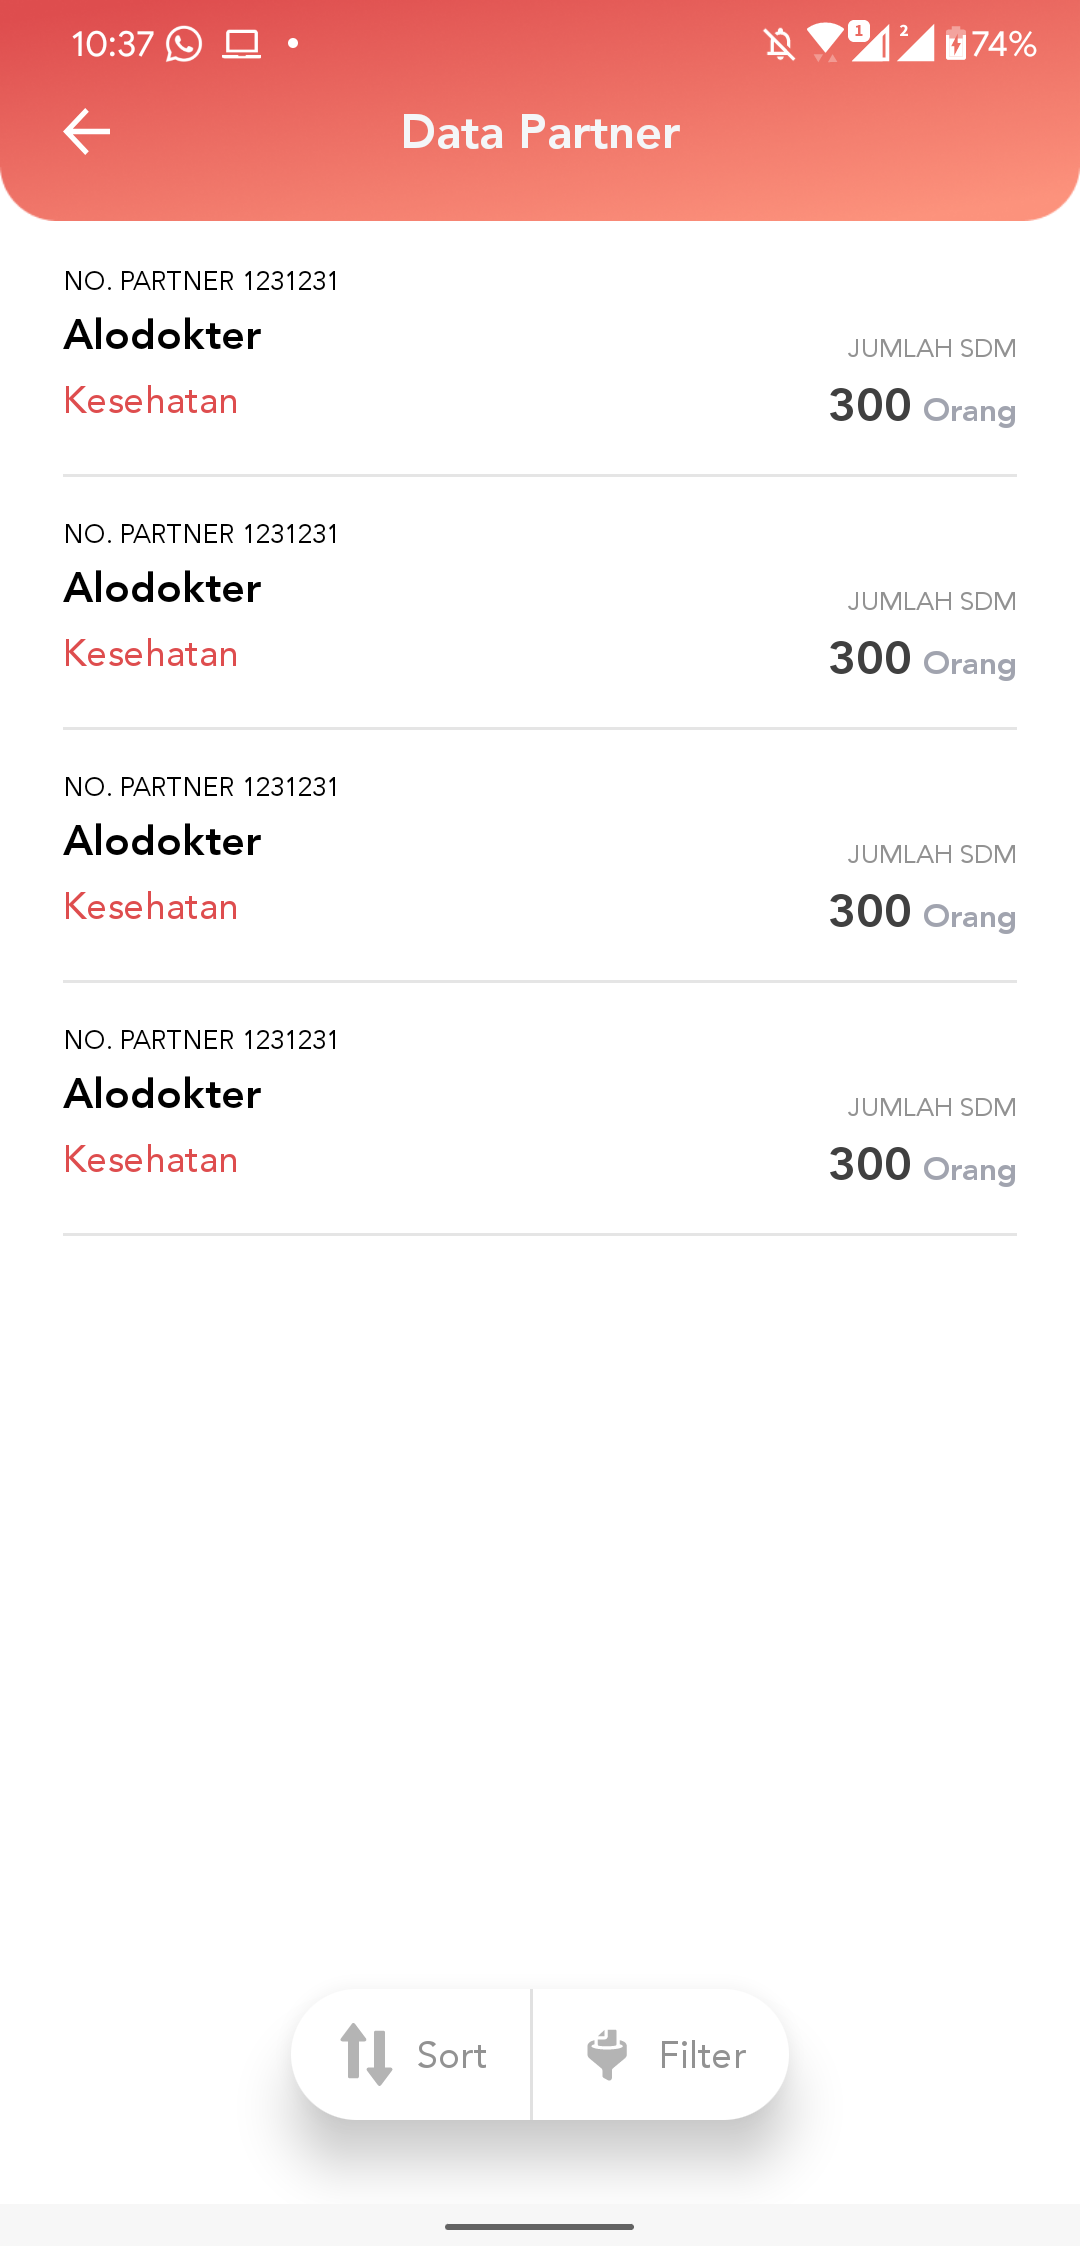 10:37
1 2 74%
Data Partner
NO. PARTNER 1231231
Alodokter
JUMLAH SDM
Kesehatan
300 Orang
NO. PARTNER 1231231
Alodokter
JUMLAH SDM
Kesehatan
300 Orang
NO. PARTNER 1231231
Alodokter
JUMLAH SDM
Kesehatan
300 Orang
NO. PARTNER 1231231
Alodokter
JUMLAH SDM
Kesehatan
300 Orang
Sort
Filter